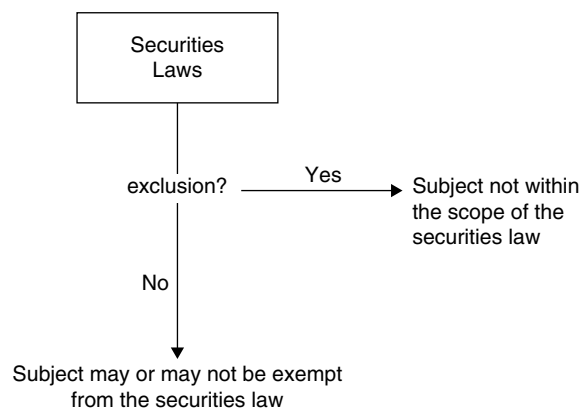 Securities
Laws
exclusion?
Yes
Subject not within
the scope of the
securities law
No
Subject may or may not be exempt
from the securities law